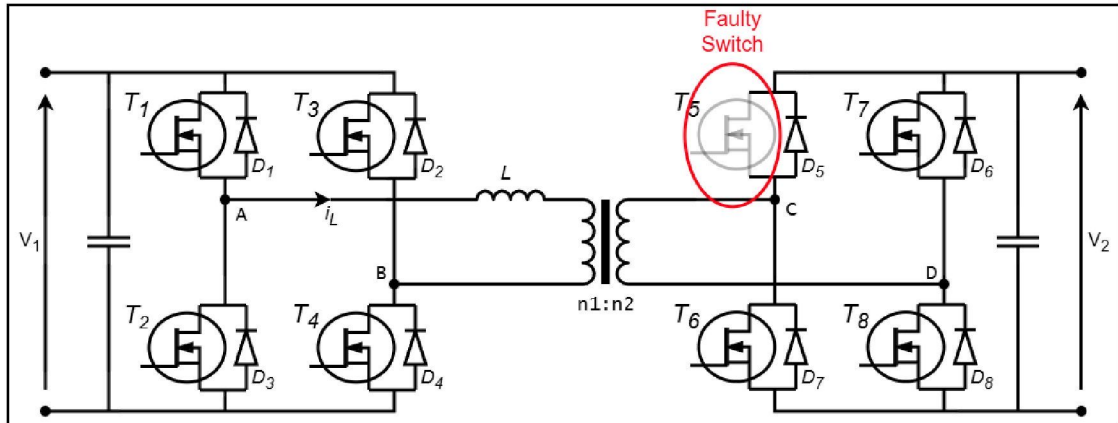 Faulty
Switch
T1
T3
T5
T7
D1
D2
D5
D6
L
A
iL
C
V1
V2
B
D
n1:n2
T2
T4
T6
T8
D3
D4
D7
D8